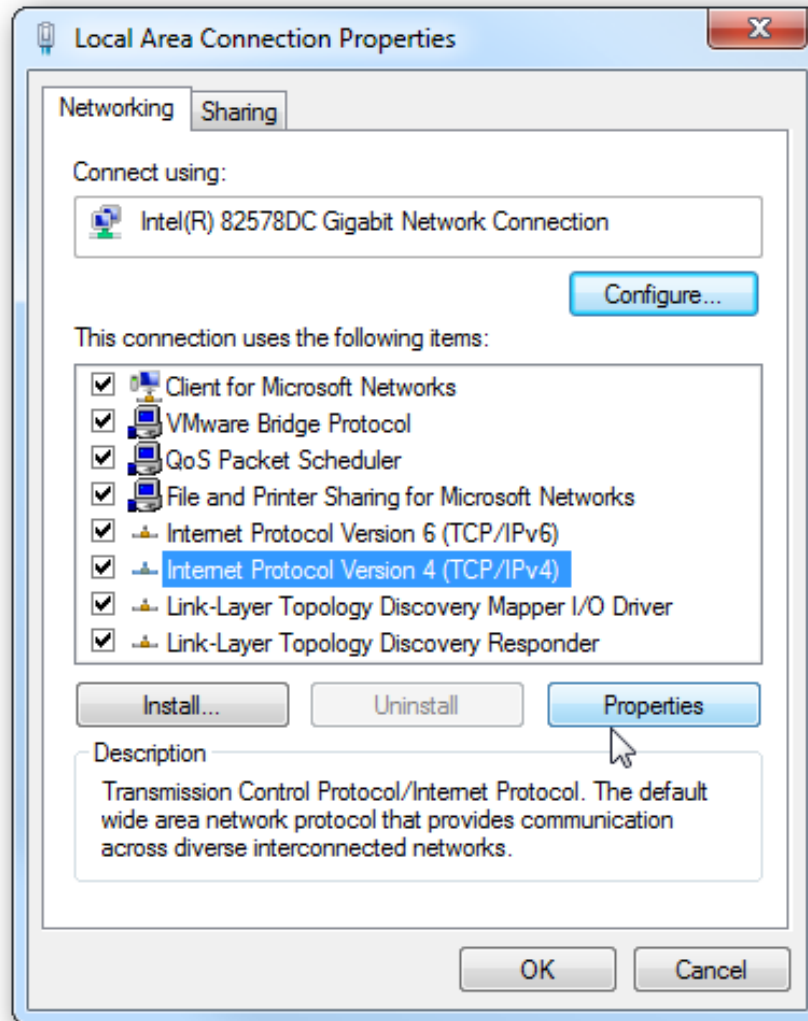 Local Area Connection Properties
Networking
Sharing
Connect using:
Intel(R) 82578DC Gigabit Network Connection
Configure...
This connection uses the following items:
Client for Microsoft Networks
VMware Bridge Protocol
QoS Packet Scheduler
File and Printer Sharing for Microsoft Networks
Internet Protocol Version 6 (TCP/IPv6)
Internet Protocol Version 4 (TCP/IPv4)
Link-Layer Topology Discovery Mapper I/O Driver
Link-Layer Topology Discovery Responder
Install...
Uninstall
Properties
Description
Transmission Control Protocol/Internet Protocol. The default
wide area network protocol that provides communication
across diverse interconnected networks.
OK
Cancel